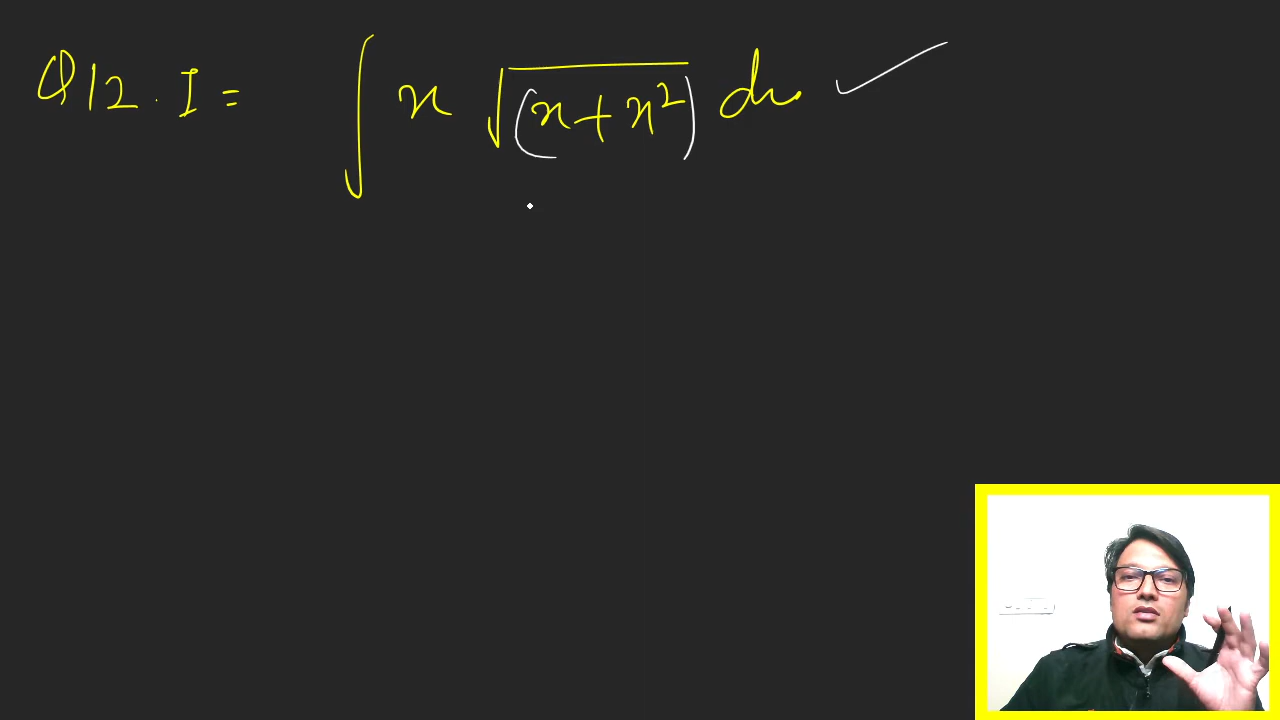 Q12. I = ∫ x √(x + x²) dx ✓